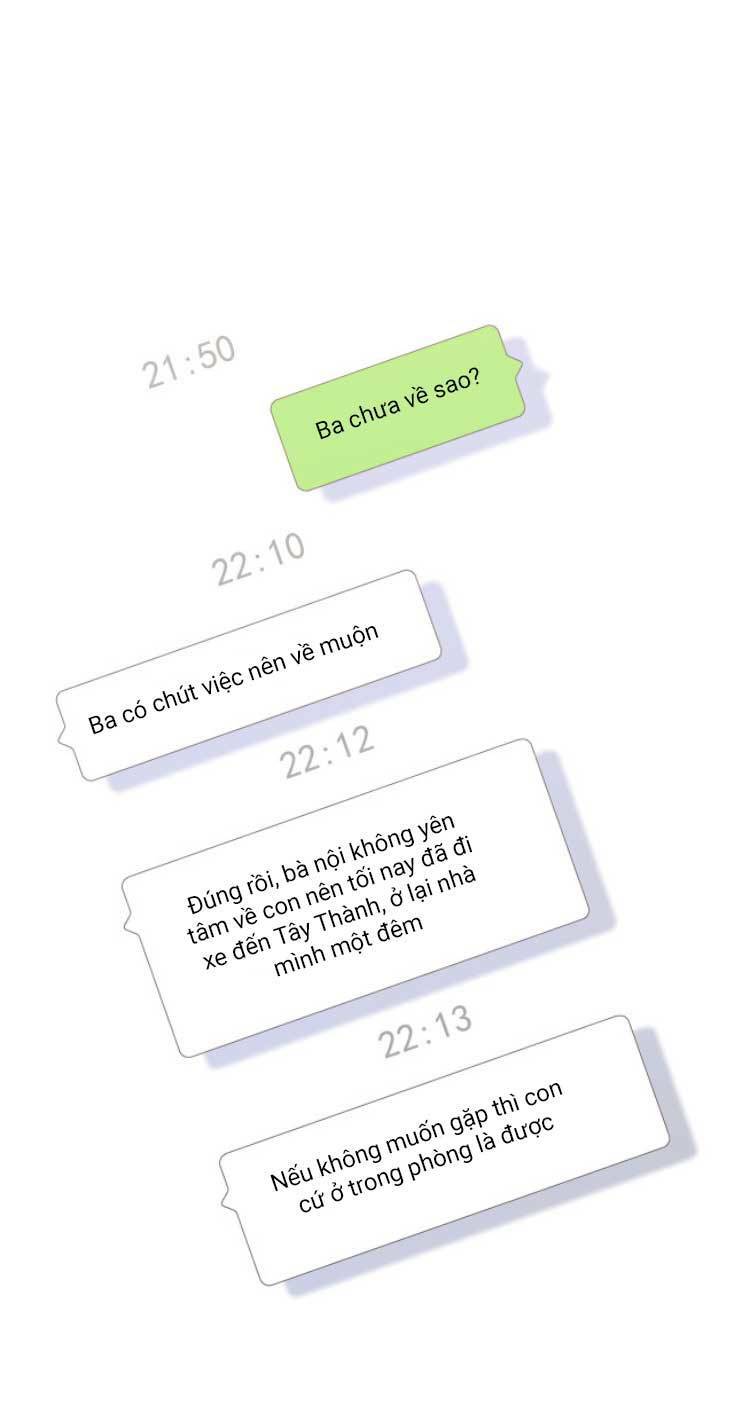 21:50
Ba chưa về sao?
22:10
Ba có chút việc nên về muộn
22:12
Đúng rồi, bà nội không yên
tâm về con nên tối nay đã đi
xe đến Tây Thành, ở lại nhà
mình một đêm
22:13
Nếu không muốn gặp thì con
cứ ở trong phòng là được